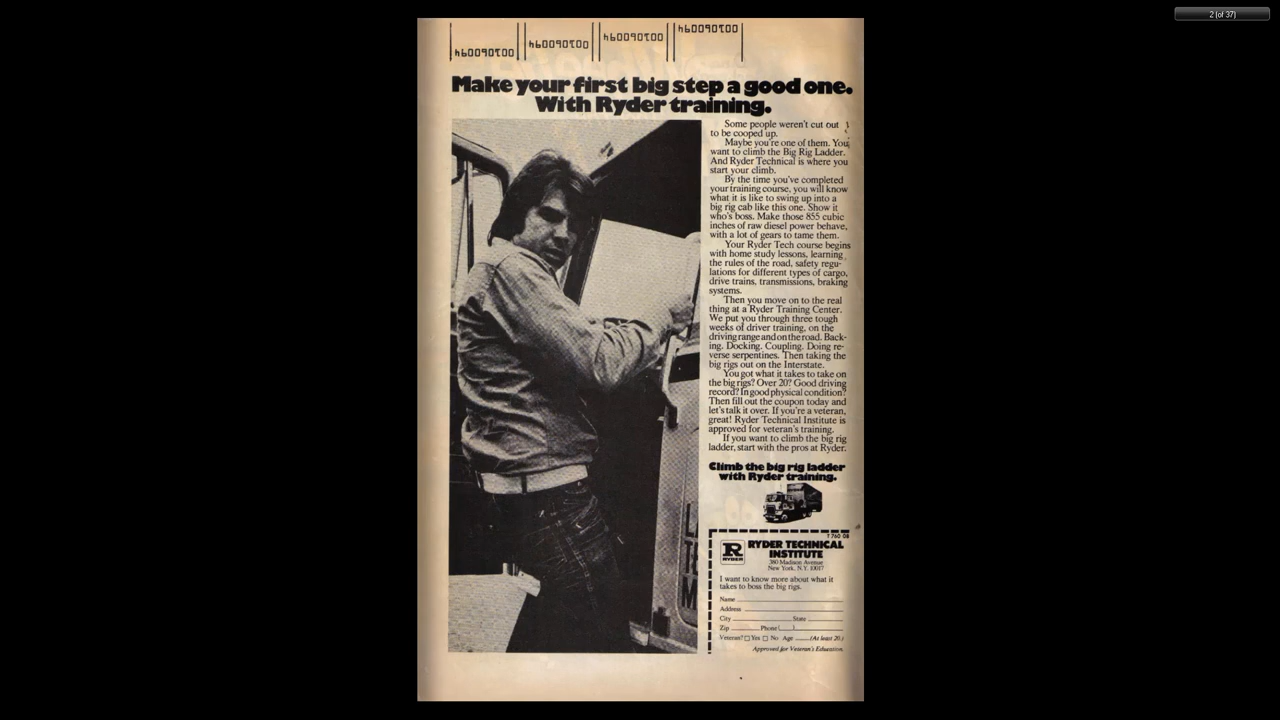 2 (of 37)
001060094
001060094
001060094
001060094
Make your first big step a good one.
With Ryder training.
Some people weren't cut out
to be cooped up.
Maybe you're one of them. You
want to climb the Big Rig Ladder.
And Ryder Technical is where you
start your climb.
By the time you've completed
your training course, you will know
what it is like to swing up into a
big rig cab like this one. Show it
who's boss. Make those 855 cubic
inches of raw diesel power behave,
with a lot of gears to tame them.
Your Ryder Tech course begins
with home study lessons, learning
the rules of the road, safety regu-
lations for different types of cargo,
drive trains, transmissions, braking
systems.
Then you move on to the real
thing at a Ryder Training Center.
We put you through three tough
weeks of driver training, on the
driving range and on the road. Back-
ing. Docking. Coupling. Doing re-
verse serpentines. Then taking the
big rigs out on the Interstate.
You got what it takes to take on
the big rigs? Over 20? Good driving
record? In good physical condition?
Then fill out the coupon today and
let's talk it over. If you're a veteran,
great! Ryder Technical Institute is
approved for veteran's training.
If you want to climb the big rig
ladder, start with the pros at Ryder.
Climb the big rig ladder
with Ryder training.
7 760 08
R
RYDER
RYDER TECHNICAL
INSTITUTE
380 Madison Avenue
New York, N.Y. 10017
I want to know more about what it
takes to boss the big rigs.
Name
Address
City State
Zip Phone ( )
Veteran? Yes No Age (At least 20.)
Approved for Veteran's Education.